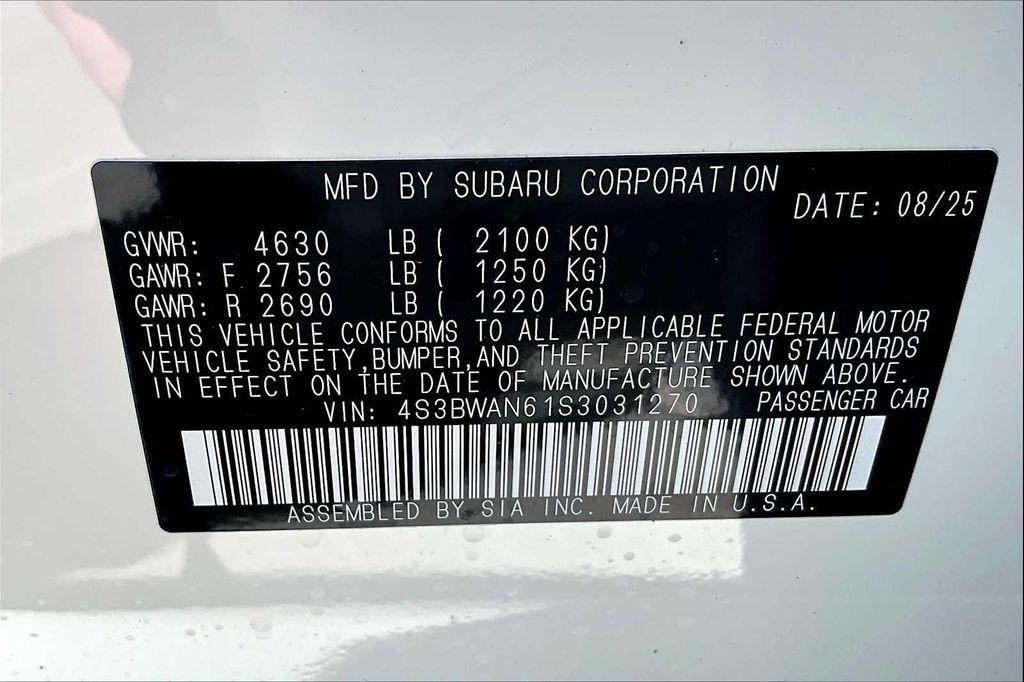 MFD BY SUBARU CORPORATION
DATE: 08/25
GVWR: 4630 LB ( 2100 KG)
GAWR: F 2756 LB ( 1250 KG)
GAWR: R 2690 LB ( 1220 KG)
THIS VEHICLE CONFORMS TO ALL APPLICABLE FEDERAL MOTOR
VEHICLE SAFETY,BUMPER,AND THEFT PREVENTION STANDARDS
IN EFFECT ON THE DATE OF MANUFACTURE SHOWN ABOVE.
VIN: 4S3BWAN61S3031270 PASSENGER CAR
ASSEMBLED BY SIA INC. MADE IN U.S.A.